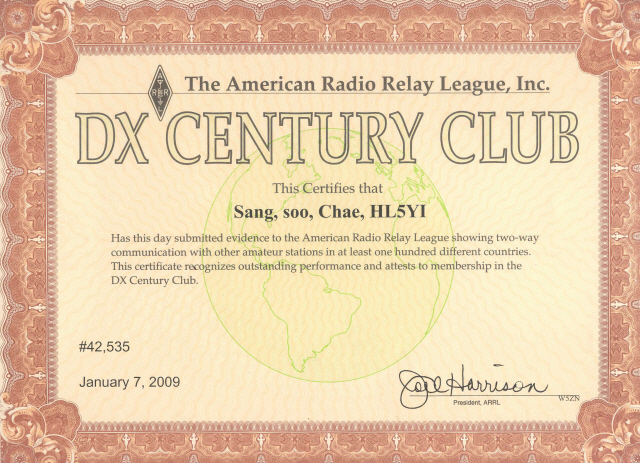 The American Radio Relay League, Inc.
A
R R
L
DX CENTURY CLUB
This Certifies that
Sang, soo, Chae, HL5YI
Has this day submitted evidence to the American Radio Relay League showing two-way
communication with other amateur stations in at least one hundred different countries.
This certificate recognizes outstanding performance and attests to membership in the
DX Century Club.
#42,535
January 7, 2009
Joel Harrison
W5ZN
President, ARRL